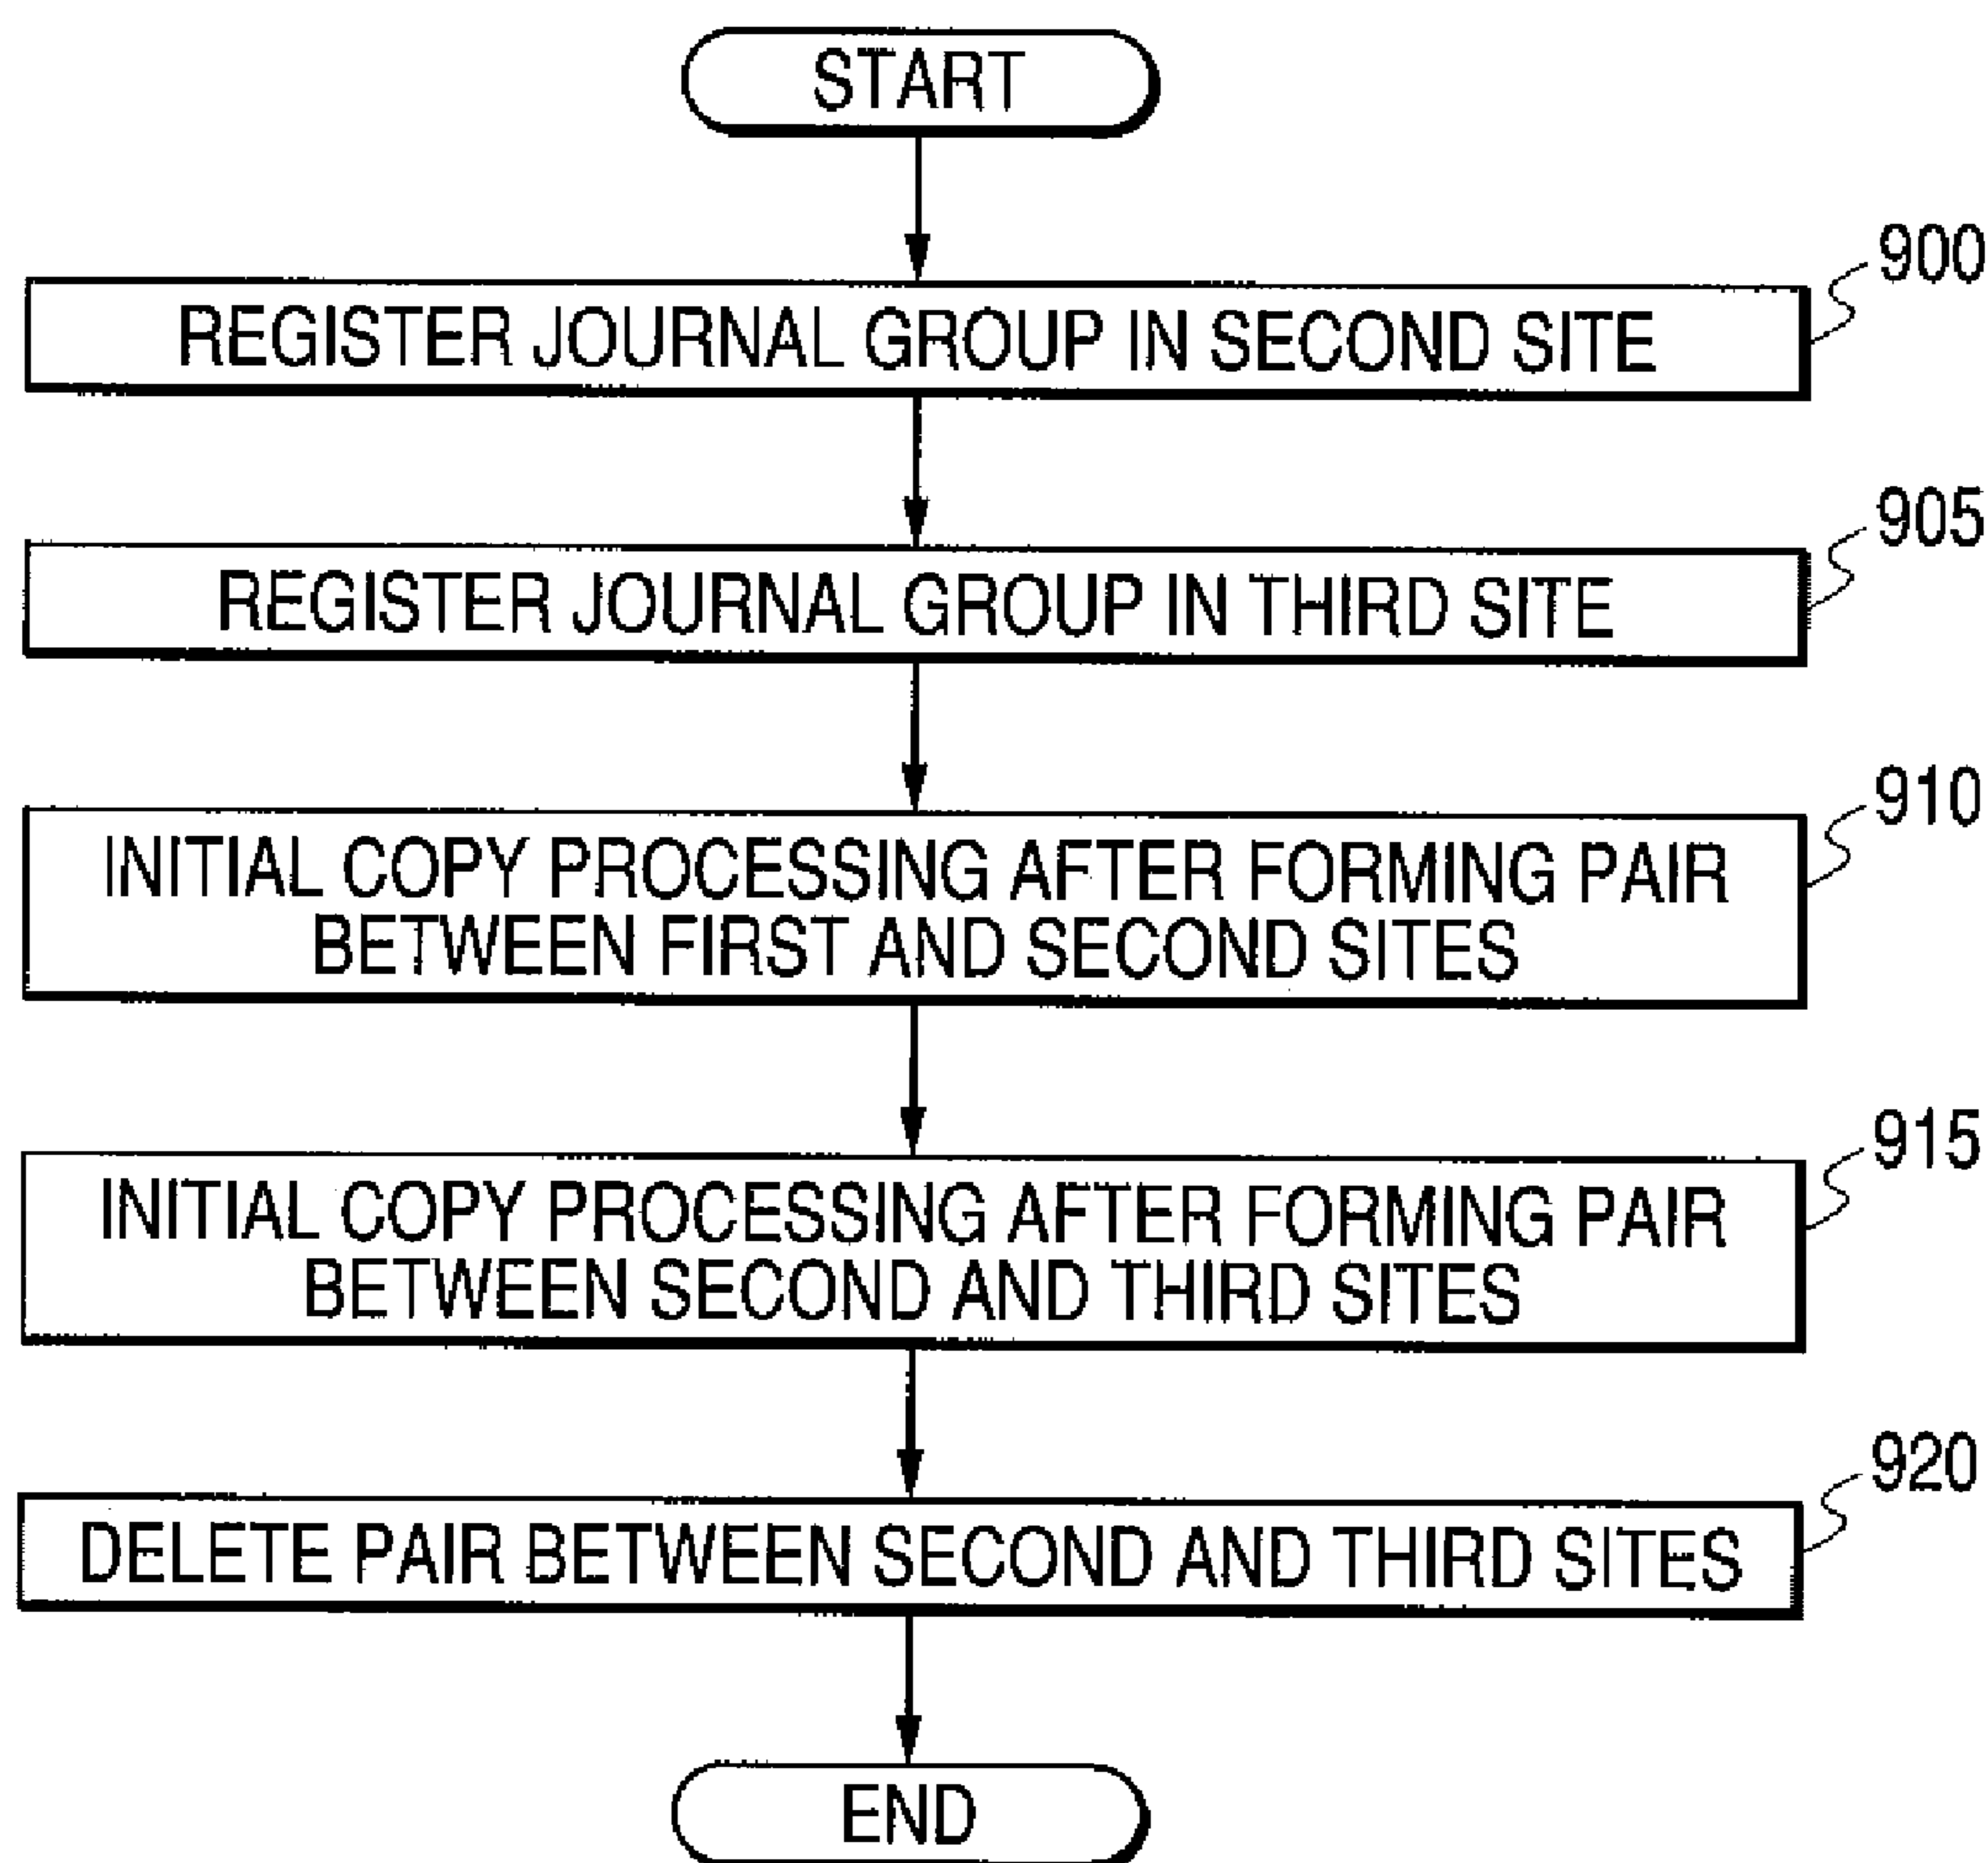 START
900
REGISTER JOURNAL GROUP IN SECOND SITE
905
REGISTER JOURNAL GROUP IN THIRD SITE
910
INITIAL COPY PROCESSING AFTER FORMING PAIR
BETWEEN FIRST AND SECOND SITES
915
INITIAL COPY PROCESSING AFTER FORMING PAIR
BETWEEN SECOND AND THIRD SITES
920
DELETE PAIR BETWEEN SECOND AND THIRD SITES
END